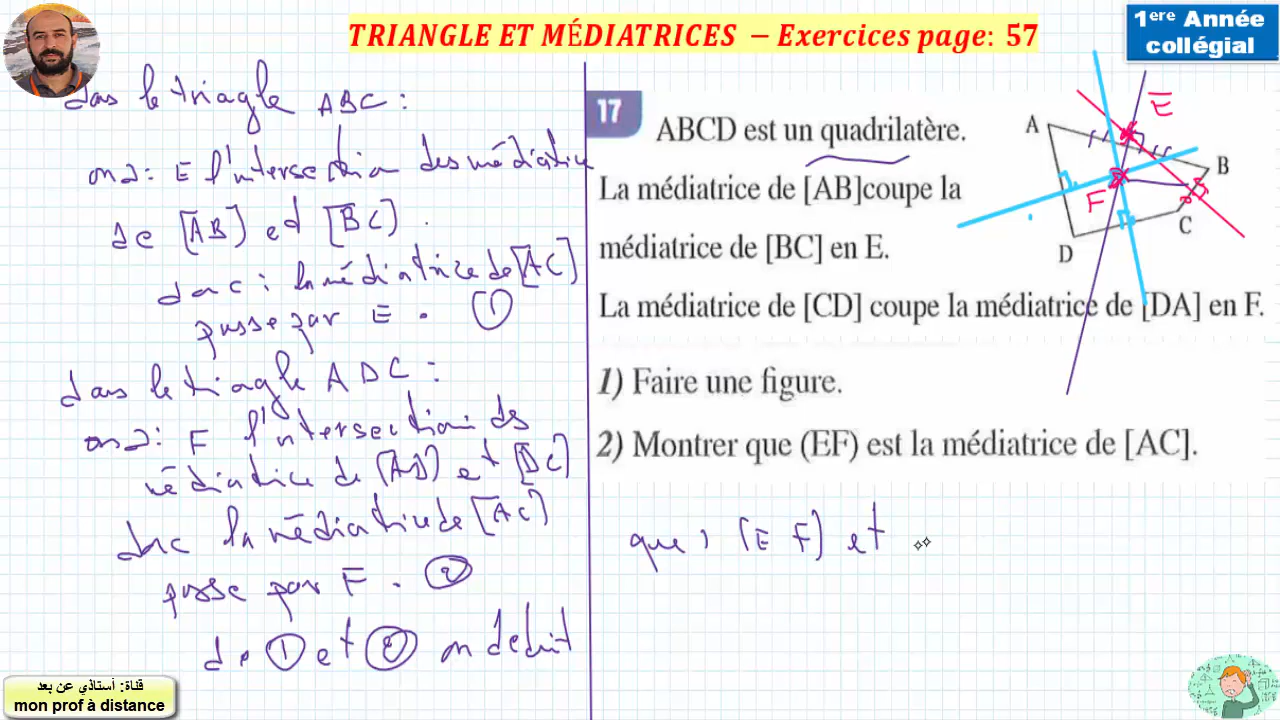 TRIANGLE ET MÉDIATRICES – Exercices page: 57
1ere Année
collégial
dans le triagle ABC :
on a : E l'intersection des médiatrice
de [AB] et [BC] .
donc : la médiatrice de [AC]
passe par E . ①
dans le triagle ADC :
on a : F l'intersection des
médiatrice de [AD] et [DC]
donc la médiatrice de [AC]
passe par F . ②
de ① et ② on déduit
17
ABCD est un quadrilatère.
La médiatrice de [AB]coupe la
médiatrice de [BC] en E.
La médiatrice de [CD] coupe la médiatrice de [DA] en F.
1) Faire une figure.
2) Montrer que (EF) est la médiatrice de [AC].
A
B
C
D
E
F
que , (E F) et
قناة: أستاذي عن بعد
mon prof à distance